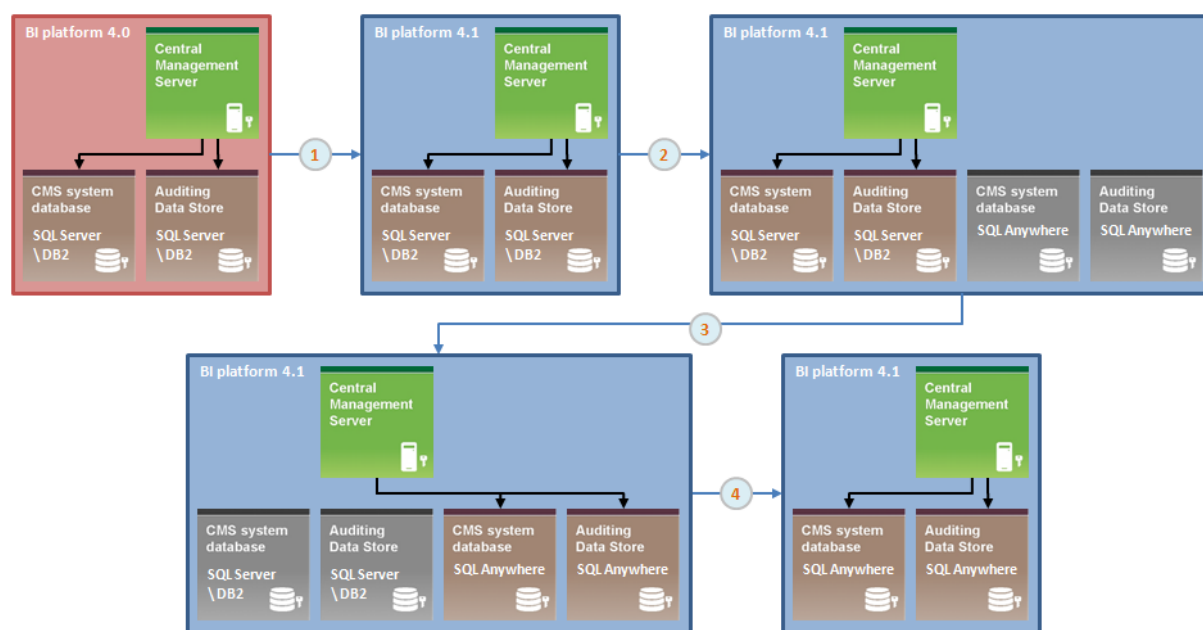 BI platform 4.0
Central
Management
Server
CMS system
database
SQL Server
\DB2
Auditing
Data Store
SQL Server
\DB2
1
BI platform 4.1
Central
Management
Server
CMS system
database
SQL Server
\DB2
Auditing
Data Store
SQL Server
\DB2
2
BI platform 4.1
Central
Management
Server
CMS system
database
SQL Server
\DB2
Auditing
Data Store
SQL Server
\DB2
CMS system
database
SQL Anywhere
Auditing
Data Store
SQL Anywhere
3
BI platform 4.1
Central
Management
Server
CMS system
database
SQL Server
\DB2
Auditing
Data Store
SQL Server
\DB2
CMS system
database
SQL Anywhere
Auditing
Data Store
SQL Anywhere
4
BI platform 4.1
Central
Management
Server
CMS system
database
SQL Anywhere
Auditing
Data Store
SQL Anywhere